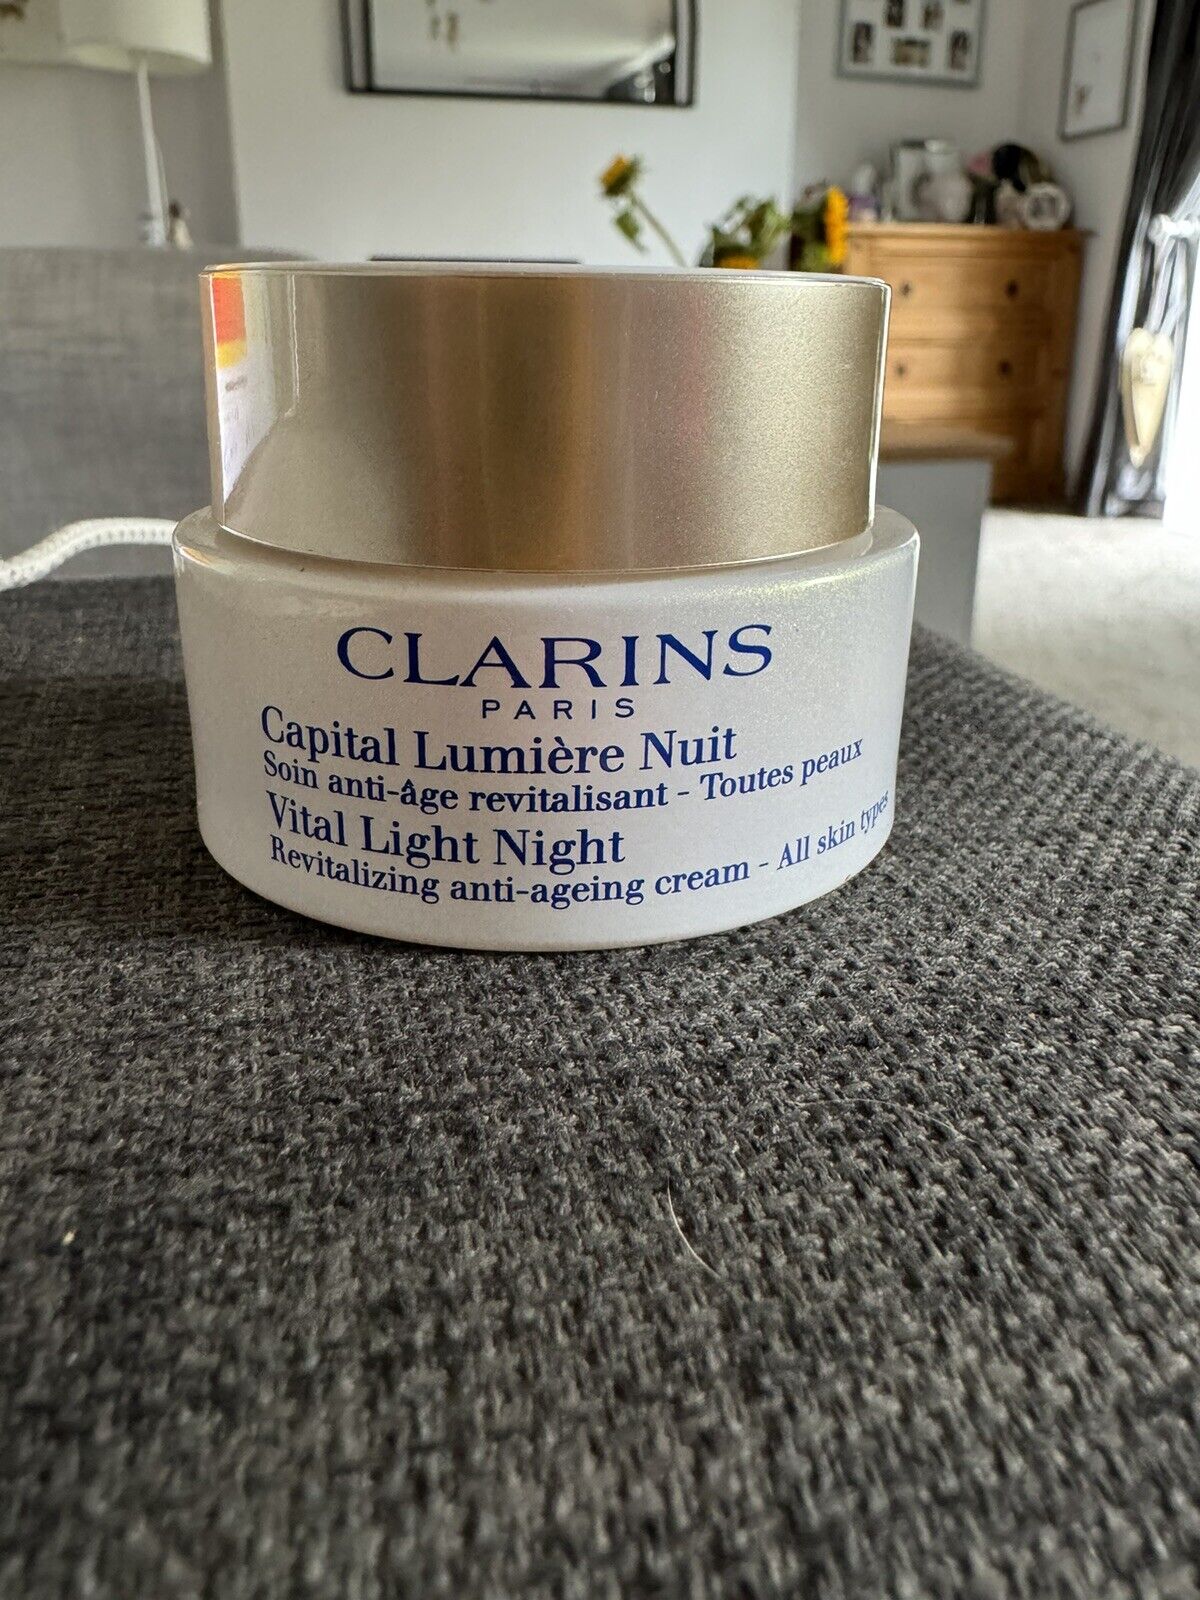 CLARINS
PARIS
Capital Lumière Nuit
Soin anti-âge revitalisant - Toutes peaux
Vital Light Night
Revitalizing anti-ageing cream - All skin types